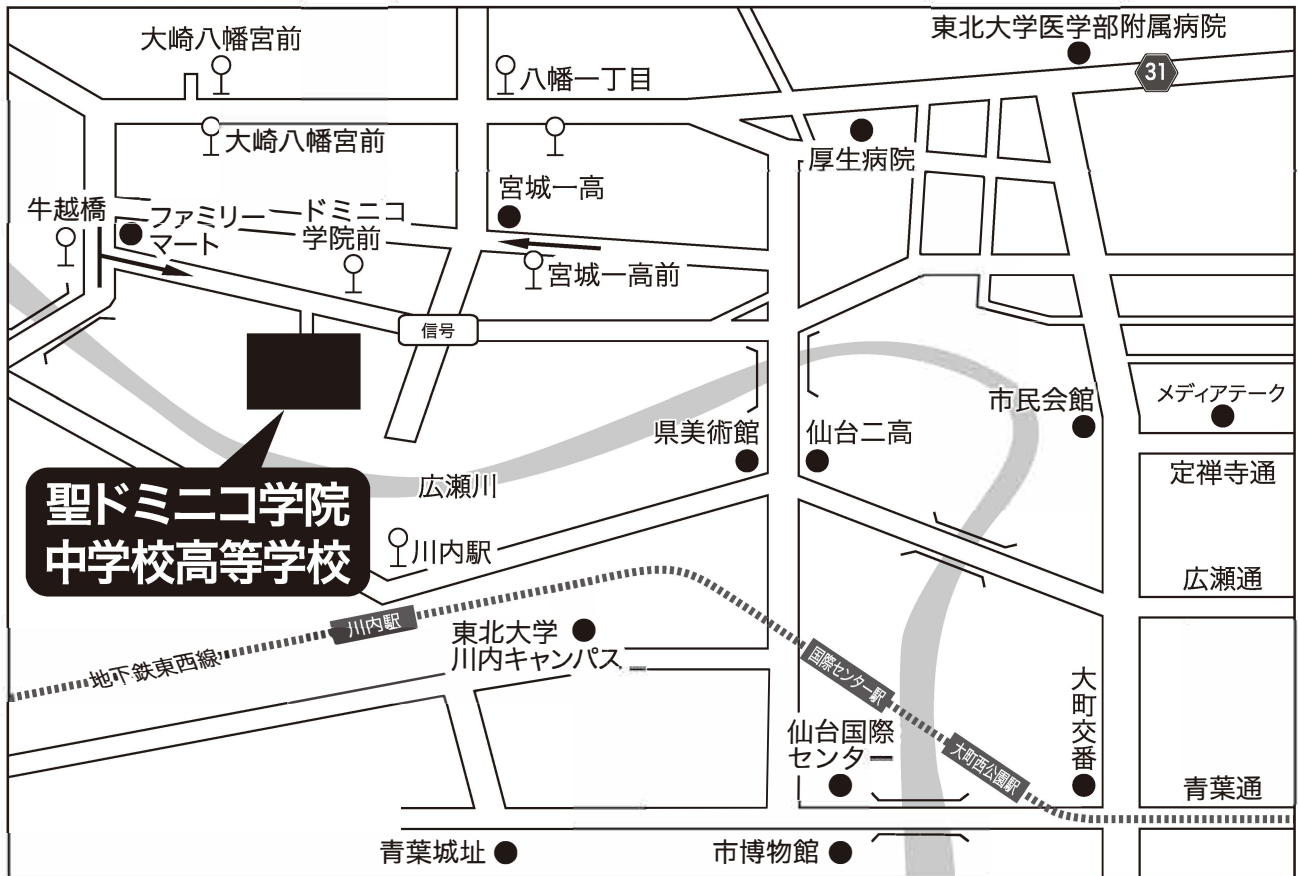 東北大学医学部附属病院
大崎八幡宮前
八幡一丁目
31
大崎八幡宮前
厚生病院
宮城一高
牛越橋
ファミリー
マート
ドミニコ
学院前
宮城一高前
信号
市民会館
メディアテーク
県美術館
仙台二高
定禅寺通
広瀬川
聖ドミニコ学院
中学校高等学校
川内駅
広瀬通
川内駅
東北大学
川内キャンパス
地下鉄東西線
国際センター駅
大町交番
仙台国際
センター
大町西公園駅
青葉通
青葉城址
市博物館